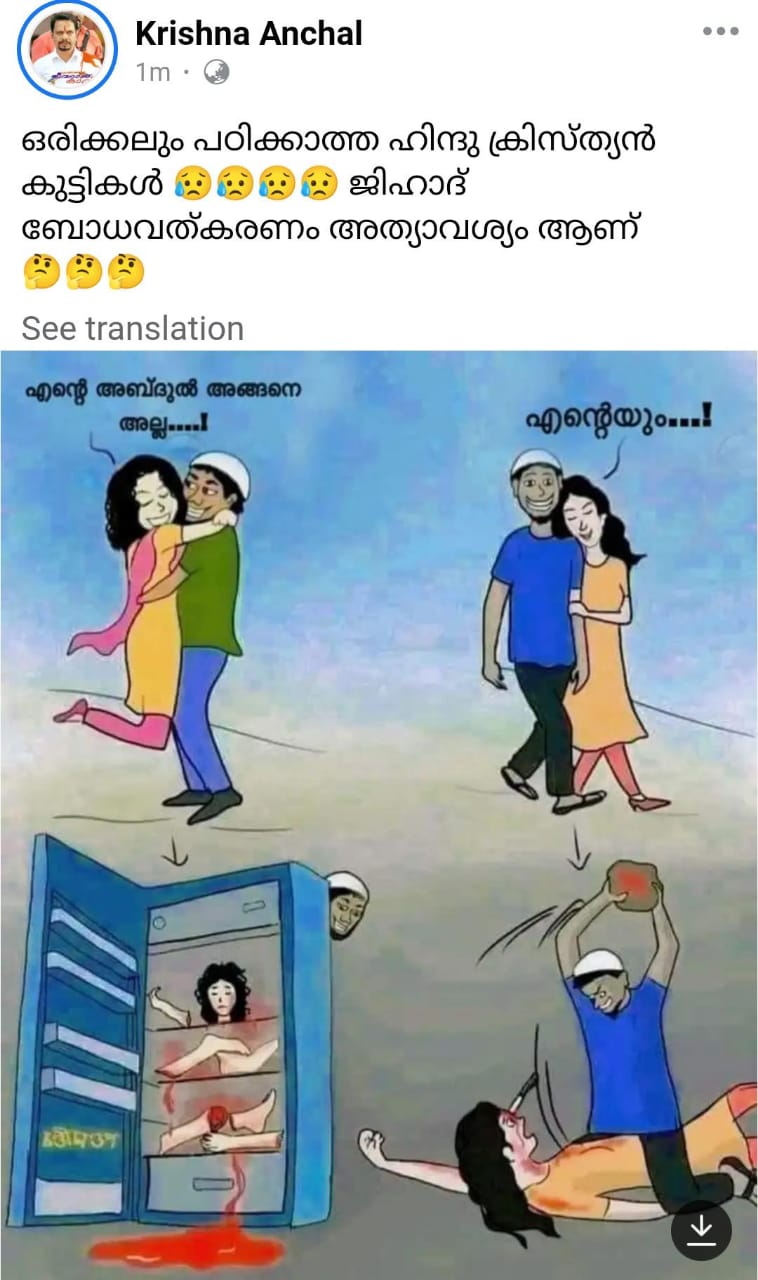 Krishna Anchal
1m
ഒരിക്കലും പഠിക്കാത്ത ഹിന്ദു ക്രിസ്ത്യൻ
കുട്ടികൾ 😥😥😥😥 ജിഹാദ്
ബോധവത്കരണം അത്യാവശ്യം ആണ്
🤔🤔🤔
See translation
എന്റെ അബ്ദുൽ അങ്ങനെ
അല്ല....!
എന്റെയും...!